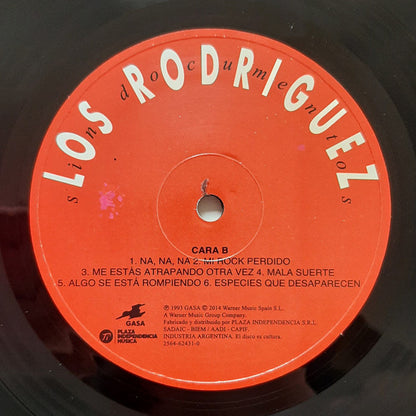 LOS RODRIGUEZ
sin documentos
CARA B
1. NA, NA, NA 2. MI ROCK PERDIDO
3. ME ESTÁS ATRAPANDO OTRA VEZ 4. MALA SUERTE
5. ALGO SE ESTÁ ROMPIENDO 6. ESPECIES QUE DESAPARECEN
GASA
PLAZA
INDEPENDENCIA
MÚSICA
℗ 1993 GASA © 2014 Warner Music Spain S.L.
A Warner Music Group Company.
Fabricado y distribuido por PLAZA INDEPENDENCIA S.R.L.
SADAIC - BIEM / AADI - CAPIF.
INDUSTRIA ARGENTINA. El disco es cultura.
2564-62431-0